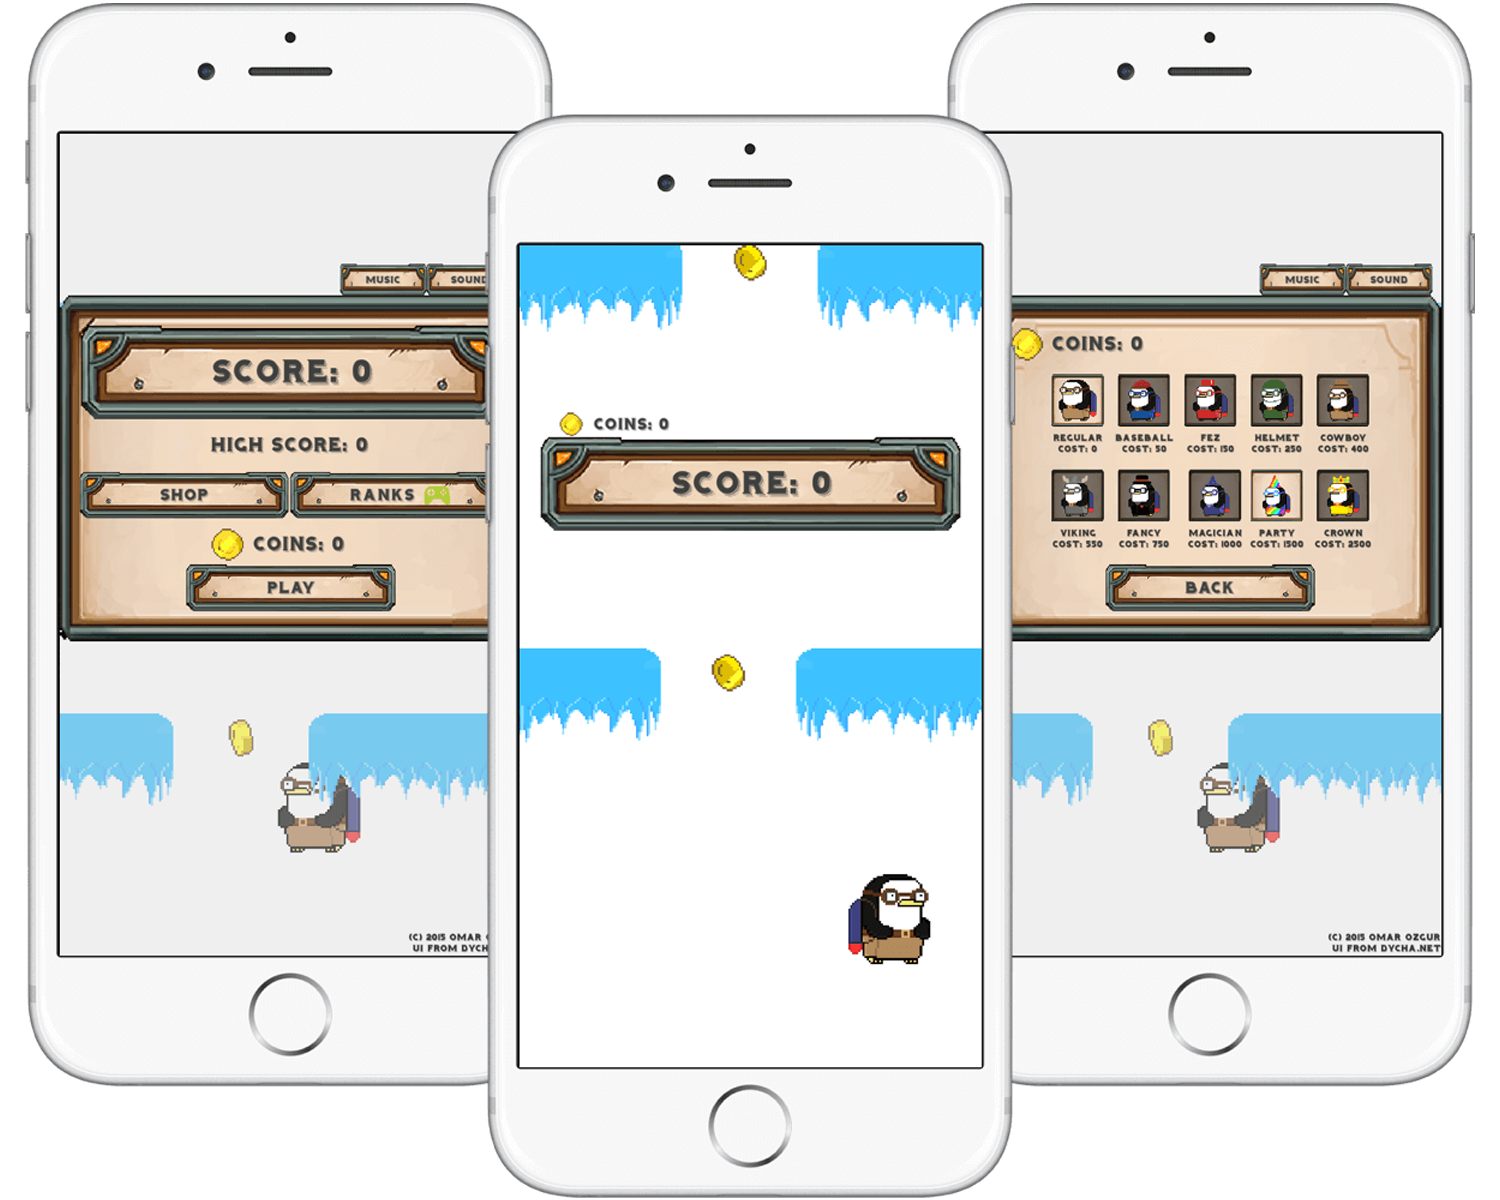 MUSIC
SOUND
SCORE: 0
HIGH SCORE: 0
SHOP
RANKS
COINS: 0
PLAY
(C) 2015 OMAR
UI FROM DYCH
COINS: 0
SCORE: 0
MUSIC
SOUND
COINS: 0
REGULAR BASEBALL FEZ HELMET COWBOY
COST: 0 COST: 50 COST: 150 COST: 250 COST: 400
VIKING FANCY MAGICIAN PARTY CROWN
COST: 550 COST: 750 COST: 1000 COST: 1500 COST: 2500
BACK
(C) 2015 OMAR OZGUR
UI FROM DYCHA.NET